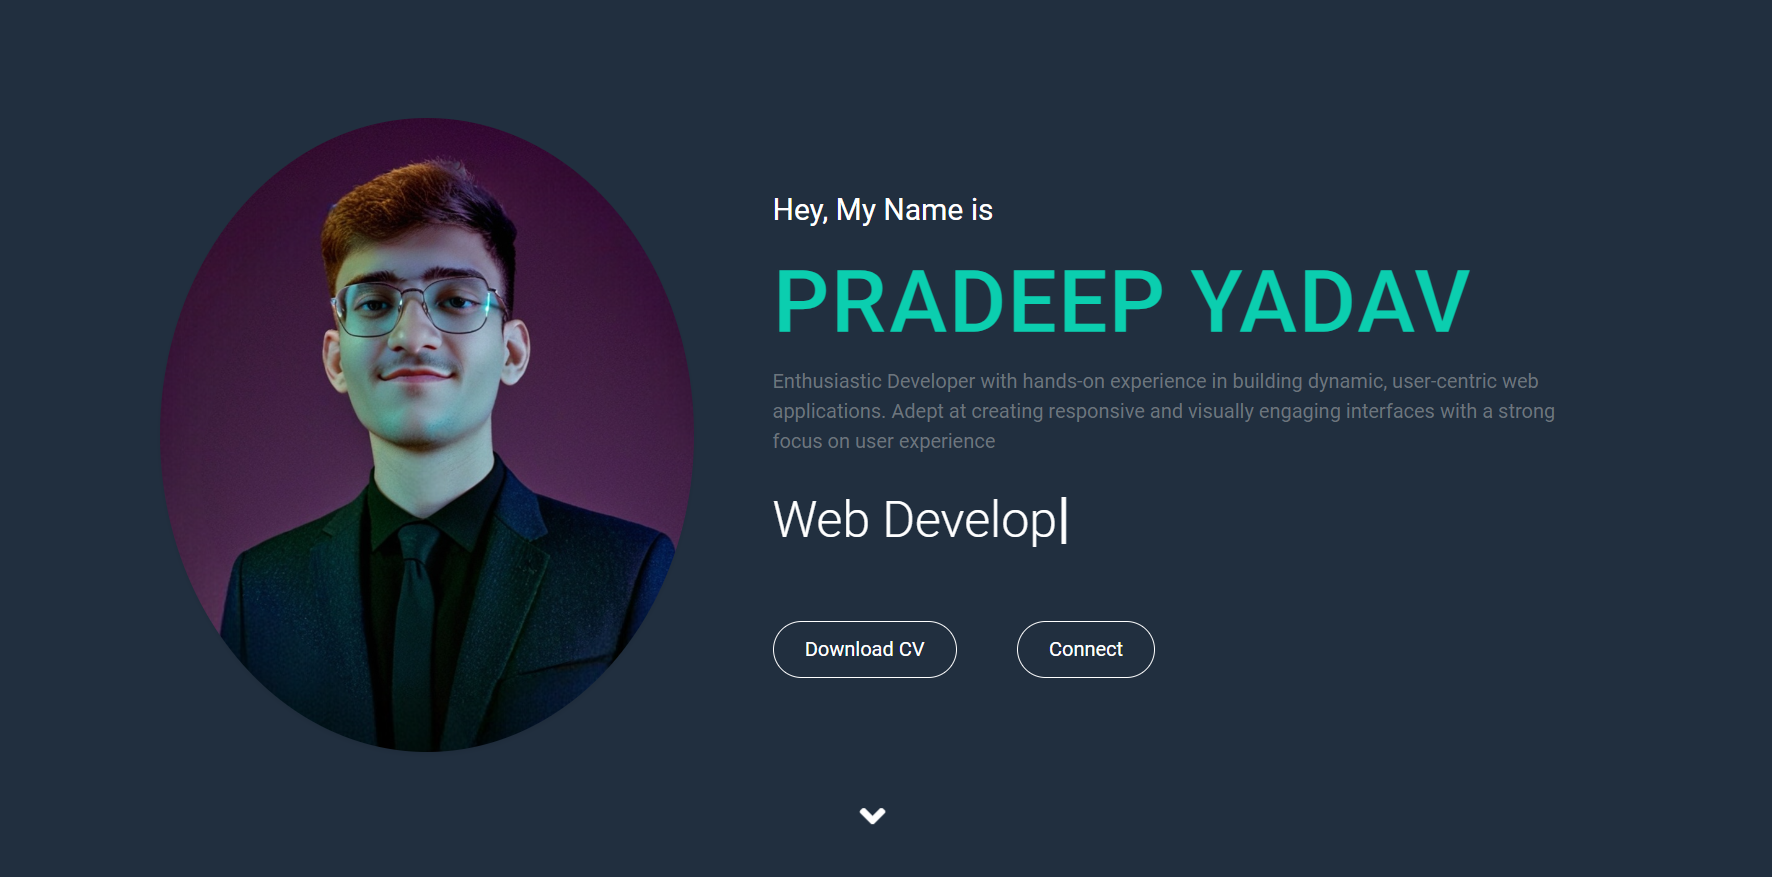 Hey, My Name is
PRADEEP YADAV
Enthusiastic Developer with hands-on experience in building dynamic, user-centric web
applications. Adept at creating responsive and visually engaging interfaces with a strong
focus on user experience
Web Develop|
Download CV
Connect